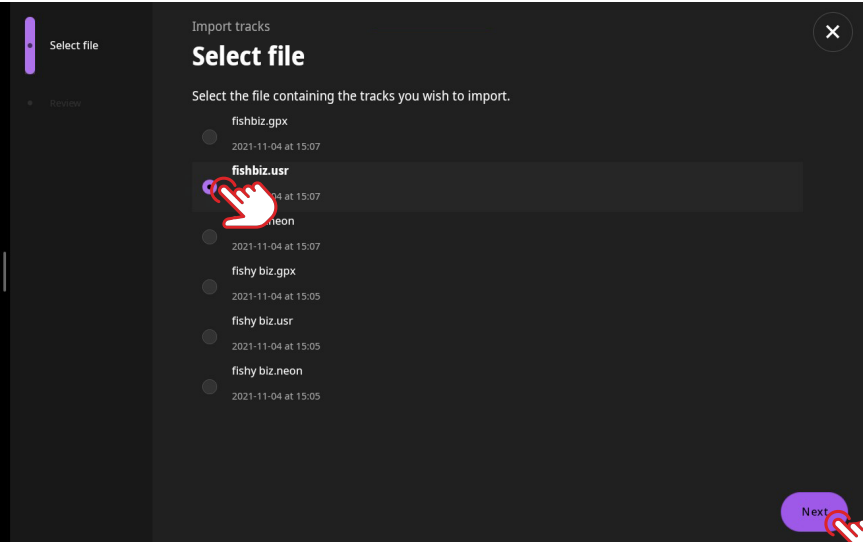 Import tracks
Select file
Select file
Review
Select the file containing the tracks you wish to import.
fishbiz.gpx
2021-11-04 at 15:07
fishbiz.usr
04 at 15:07
neon
2021-11-04 at 15:07
fishy biz.gpx
2021-11-04 at 15:05
fishy biz.usr
2021-11-04 at 15:05
fishy biz.neon
2021-11-04 at 15:05
Next